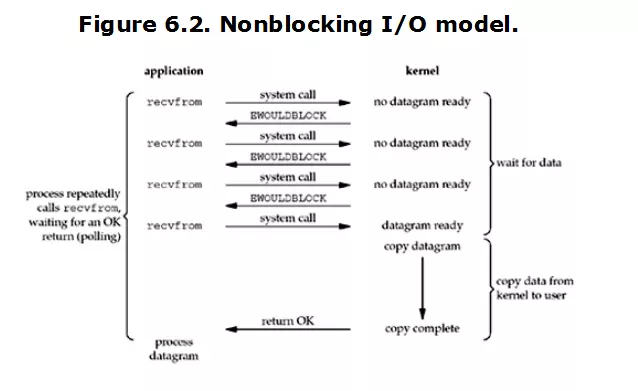 Figure 6.2. Nonblocking I/O model.
application
kernel
recvfrom
system call
no datagram ready
EWOULDBLOCK
recvfrom
system call
no datagram ready
EWOULDBLOCK
recvfrom
system call
no datagram ready
EWOULDBLOCK
recvfrom
system call
datagram ready
copy datagram
wait for data
process repeatedly
calls recvfrom,
waiting for an OK
return (polling)
copy data from
kernel to user
return OK
copy complete
process
datagram